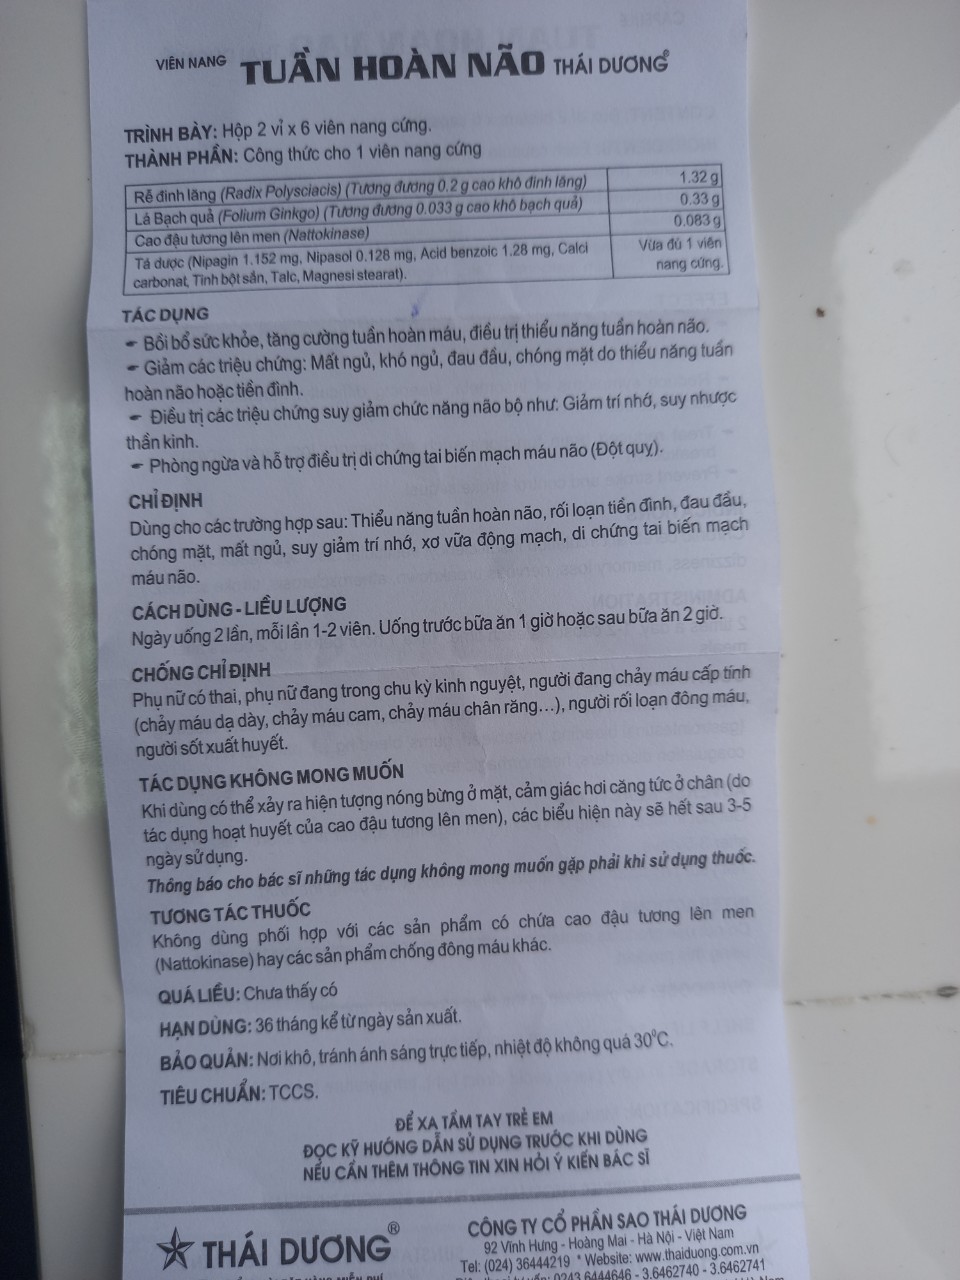 VIÊN NANG TUẦN HOÀN NÃO THÁI DƯƠNG®
TRÌNH BÀY: Hộp 2 vỉ x 6 viên nang cứng.
THÀNH PHẦN: Công thức cho 1 viên nang cứng
Rễ đinh lăng (Radix Polysciacis) (Tương đương 0.2 g cao khô đinh lăng) 1.32 g
Lá Bạch quả (Folium Ginkgo) (Tương đương 0.033 g cao khô bạch quả) 0.33 g
Cao đậu tương lên men (Nattokinase) 0.083 g
Tá dược (Nipagin 1.152 mg, Nipasol 0.128 mg, Acid benzoic 1.28 mg, Calci Vừa đủ 1 viên
carbonat, Tinh bột sắn, Talc, Magnesi stearat). nang cứng.
TÁC DỤNG
- Bồi bổ sức khỏe, tăng cường tuần hoàn máu, điều trị thiểu năng tuần hoàn não.
- Giảm các triệu chứng: Mất ngủ, khó ngủ, đau đầu, chóng mặt do thiểu năng tuần
hoàn não hoặc tiền đình.
- Điều trị các triệu chứng suy giảm chức năng não bộ như: Giảm trí nhớ, suy nhược
thần kinh.
- Phòng ngừa và hỗ trợ điều trị di chứng tai biến mạch máu não (Đột quỵ).
CHỈ ĐỊNH
Dùng cho các trường hợp sau: Thiểu năng tuần hoàn não, rối loạn tiền đình, đau đầu,
chóng mặt, mất ngủ, suy giảm trí nhớ, xơ vữa động mạch, di chứng tai biến mạch
máu não.
CÁCH DÙNG - LIỀU LƯỢNG
Ngày uống 2 lần, mỗi lần 1-2 viên. Uống trước bữa ăn 1 giờ hoặc sau bữa ăn 2 giờ.
CHỐNG CHỈ ĐỊNH
Phụ nữ có thai, phụ nữ đang trong chu kỳ kinh nguyệt, người đang chảy máu cấp tính
(chảy máu dạ dày, chảy máu cam, chảy máu chân răng...), người rối loạn đông máu,
người sốt xuất huyết.
TÁC DỤNG KHÔNG MONG MUỐN
Khi dùng có thể xảy ra hiện tượng nóng bừng ở mặt, cảm giác hơi căng tức ở chân (do
tác dụng hoạt huyết của cao đậu tương lên men), các biểu hiện này sẽ hết sau 3-5
ngày sử dụng.
Thông báo cho bác sĩ những tác dụng không mong muốn gặp phải khi sử dụng thuốc.
TƯƠNG TÁC THUỐC
Không dùng phối hợp với các sản phẩm có chứa cao đậu tương lên men
(Nattokinase) hay các sản phẩm chống đông máu khác.
QUÁ LIỀU: Chưa thấy có
HẠN DÙNG: 36 tháng kể từ ngày sản xuất.
BẢO QUẢN: Nơi khô, tránh ánh sáng trực tiếp, nhiệt độ không quá 30°C.
TIÊU CHUẨN: TCCS.
ĐỂ XA TẦM TAY TRẺ EM
ĐỌC KỸ HƯỚNG DẪN SỬ DỤNG TRƯỚC KHI DÙNG
NẾU CẦN THÊM THÔNG TIN XIN HỎI Ý KIẾN BÁC SĨ
THÁI DƯƠNG®
CÔNG TY CỔ PHẦN SAO THÁI DƯƠNG
92 Vĩnh Hưng - Hoàng Mai - Hà Nội - Việt Nam
Tel: (024) 36444219 * Website: www.thaiduong.com.vn
0243.6444646 - 3.6462740 - 3.6462741